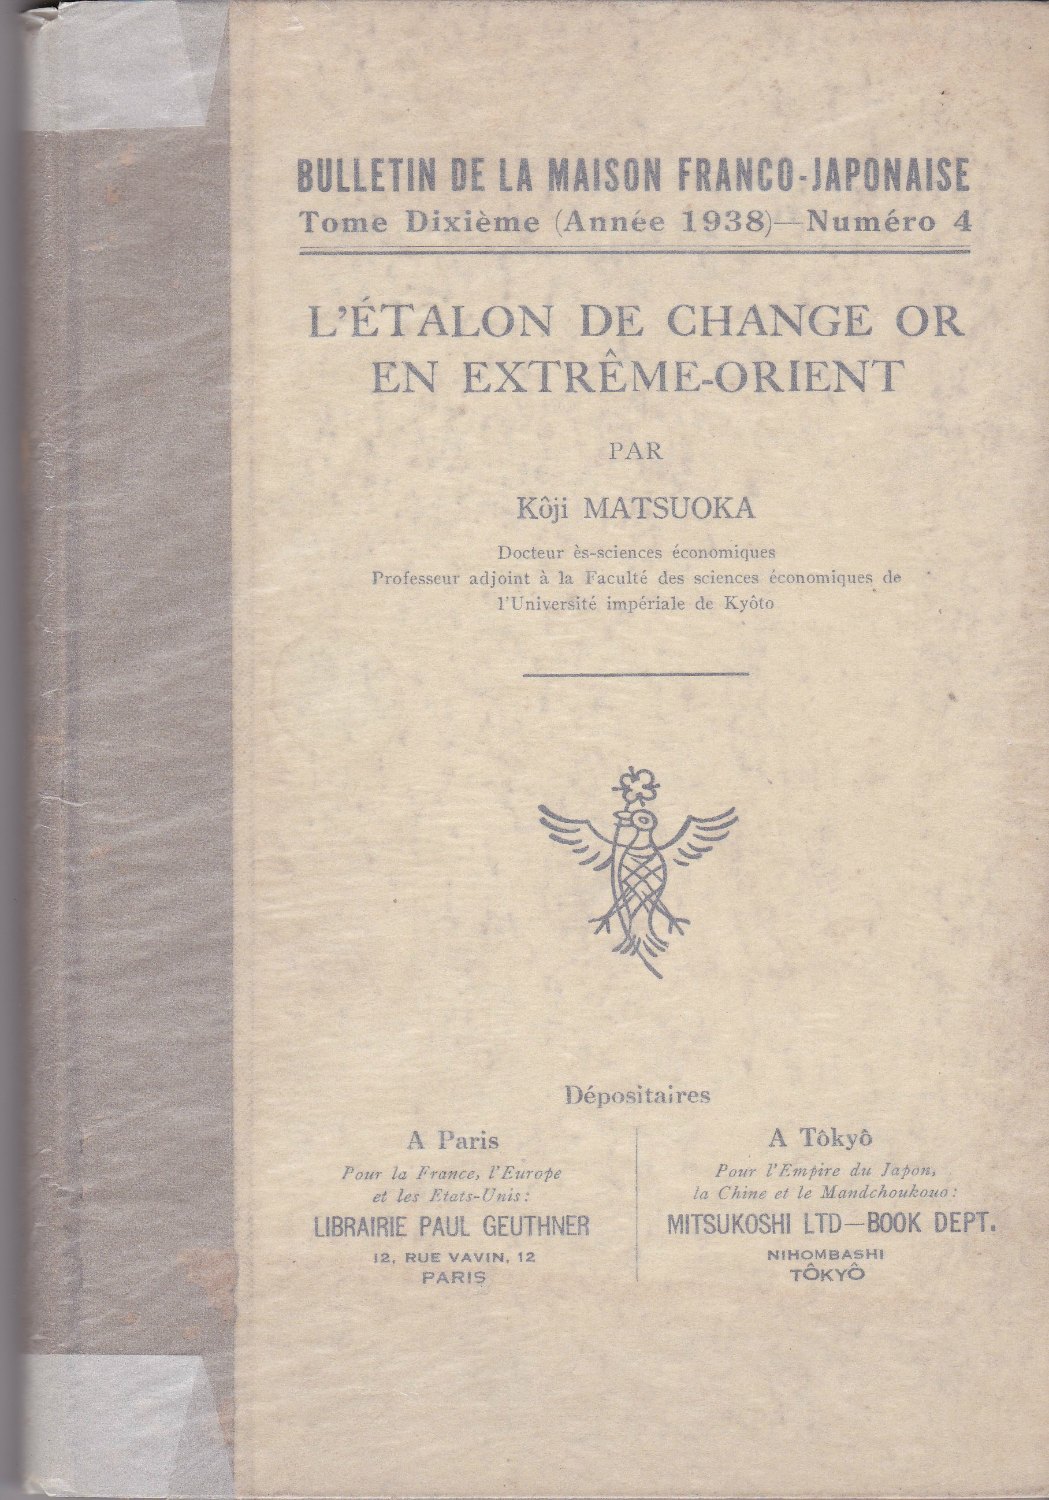 BULLETIN DE LA MAISON FRANCO-JAPONAISE
Tome Dixième (Année 1938)—Numéro 4
L'ÉTALON DE CHANGE OR
EN EXTRÊME-ORIENT
PAR
Kôji MATSUOKA
Docteur ès-sciences économiques
Professeur adjoint à la Faculté des sciences économiques de
l'Université impériale de Kyôto
Dépositaires
A Paris
Pour la France, l'Europe
et les Etats-Unis:
LIBRAIRIE PAUL GEUTHNER
12, RUE VAVIN, 12
PARIS
A Tôkyô
Pour l'Empire du Japon,
la Chine et le Mandchoukouo:
MITSUKOSHI LTD—BOOK DEPT.
NIHOMBASHI
TÔKYÔ